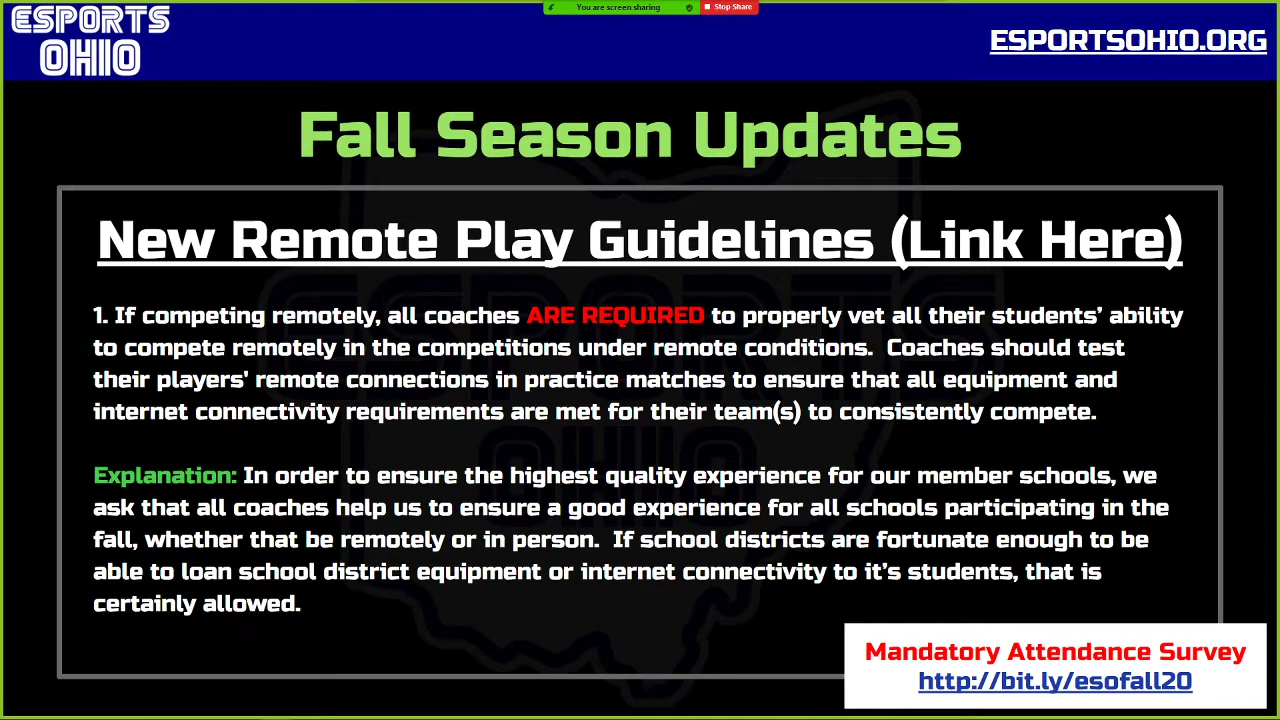 ESPORTS
OHIO
You are screen sharing
Stop Share
ESPORTSOHIO.ORG
Fall Season Updates
New Remote Play Guidelines (Link Here)
1. If competing remotely, all coaches ARE REQUIRED to properly vet all their students’ ability
to compete remotely in the competitions under remote conditions.  Coaches should test
their players' remote connections in practice matches to ensure that all equipment and
internet connectivity requirements are met for their team(s) to consistently compete.
Explanation: In order to ensure the highest quality experience for our member schools, we
ask that all coaches help us to ensure a good experience for all schools participating in the
fall, whether that be remotely or in person.  If school districts are fortunate enough to be
able to loan school district equipment or internet connectivity to it’s students, that is
certainly allowed.
ESPORTS
OHIO
Mandatory Attendance Survey
http://bit.ly/esofall20